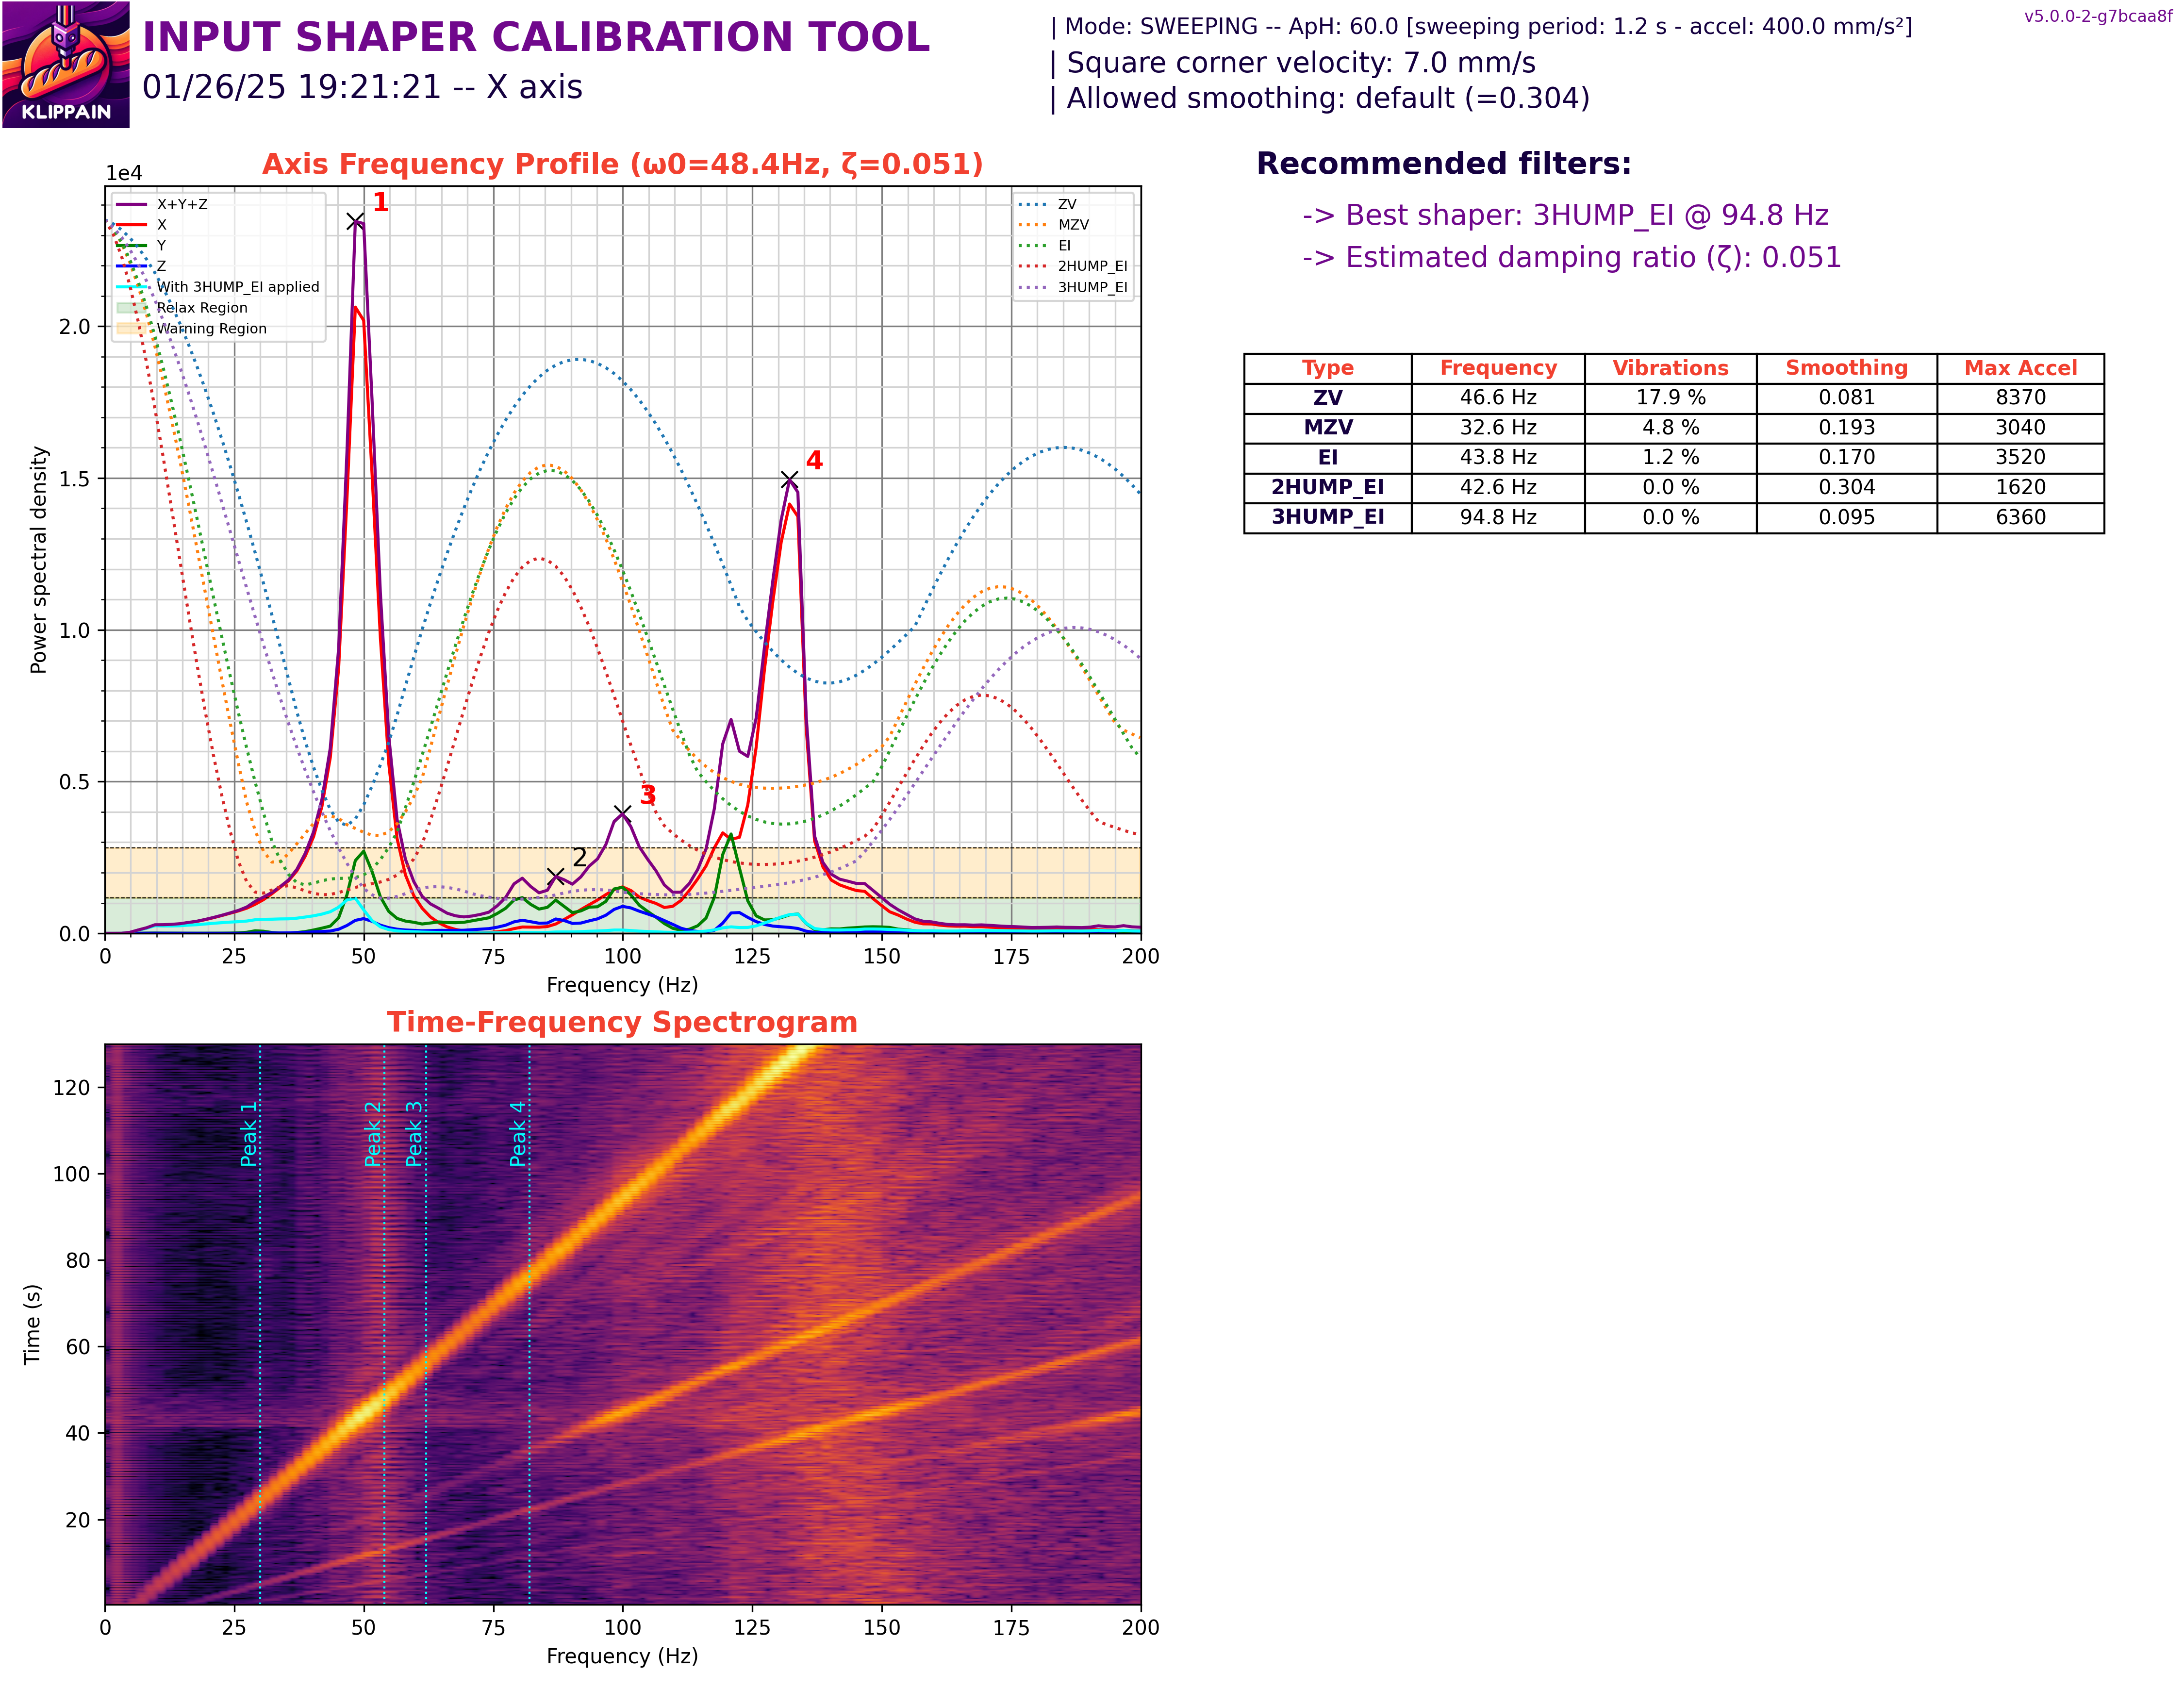 INPUT SHAPER CALIBRATION TOOL
01/26/25 19:21:21 -- X axis
KLIPPAIN
| Mode: SWEEPING -- ApH: 60.0 [sweeping period: 1.2 s - accel: 400.0 mm/s²]
| Square corner velocity: 7.0 mm/s
| Allowed smoothing: default (=0.304)
v5.0.0-2-g7bcaa8f
Axis Frequency Profile (ω0=48.4Hz, ζ=0.051)
1e4
X+Y+Z
X
Y
Z
With 3HUMP_EI applied
Relax Region
Warning Region
ZV
MZV
EI
2HUMP_EI
3HUMP_EI
1
2
3
4
Power spectral density
2.0
1.5
1.0
0.5
0.0
0 25 50 75 100 125 150 175 200
Frequency (Hz)
Recommended filters:
-> Best shaper: 3HUMP_EI @ 94.8 Hz
-> Estimated damping ratio (ζ): 0.051
Type Frequency Vibrations Smoothing Max Accel
ZV 46.6 Hz 17.9 % 0.081 8370
MZV 32.6 Hz 4.8 % 0.193 3040
EI 43.8 Hz 1.2 % 0.170 3520
2HUMP_EI 42.6 Hz 0.0 % 0.304 1620
3HUMP_EI 94.8 Hz 0.0 % 0.095 6360
Time-Frequency Spectrogram
Peak 1
Peak 2
Peak 3
Peak 4
Time (s)
120
100
80
60
40
20
0 25 50 75 100 125 150 175 200
Frequency (Hz)